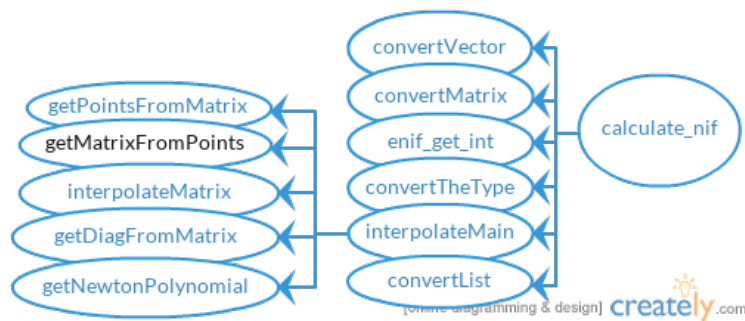 convertVector
convertMatrix
enif_get_int
convertTheType
interpolateMain
convertList
calculate_nif
getPointsFromMatrix
getMatrixFromPoints
interpolateMatrix
getDiagFromMatrix
getNewtonPolynomial
[online diagramming & design] creately.com